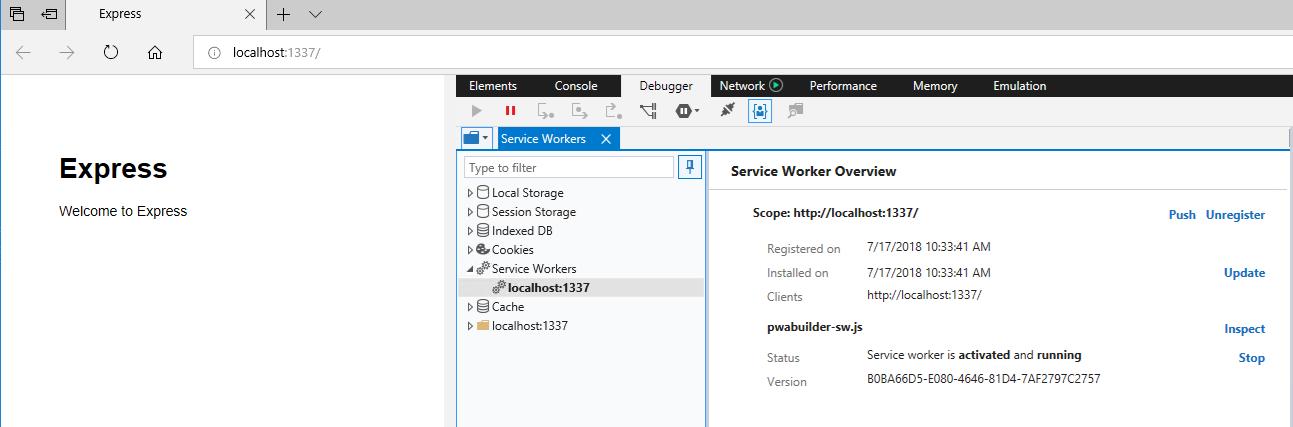 Express
localhost:1337/
Elements Console Debugger Network Performance Memory Emulation
Service Workers
Express
Welcome to Express
Type to filter
Local Storage
Session Storage
Indexed DB
Cookies
Service Workers
localhost:1337
Cache
localhost:1337
Service Worker Overview
Scope: http://localhost:1337/ Push Unregister
Registered on 7/17/2018 10:33:41 AM
Installed on 7/17/2018 10:33:41 AM Update
Clients http://localhost:1337/
pwabuilder-sw.js Inspect
Status Service worker is activated and running Stop
Version B0BA66D5-E080-4646-81D4-7AF2797C2757